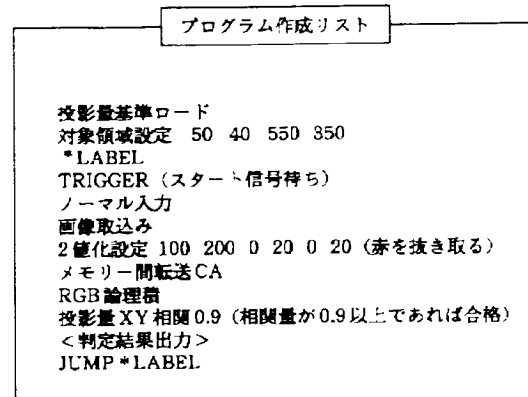 プログラム作成リスト
投影量基準ロード
対象領域設定 50 40 550 350
*LABEL
TRIGGER(スタート信号待ち)
ノーマル入力
画像取込み
2値化設定 100 200 0 20 0 20(赤を抜き取る)
メモリー間転送CA
RGB論理積
投影量XY相関0.9(相関量が0.9以上であれば合格)
<判定結果出力>
JUMP*LABEL